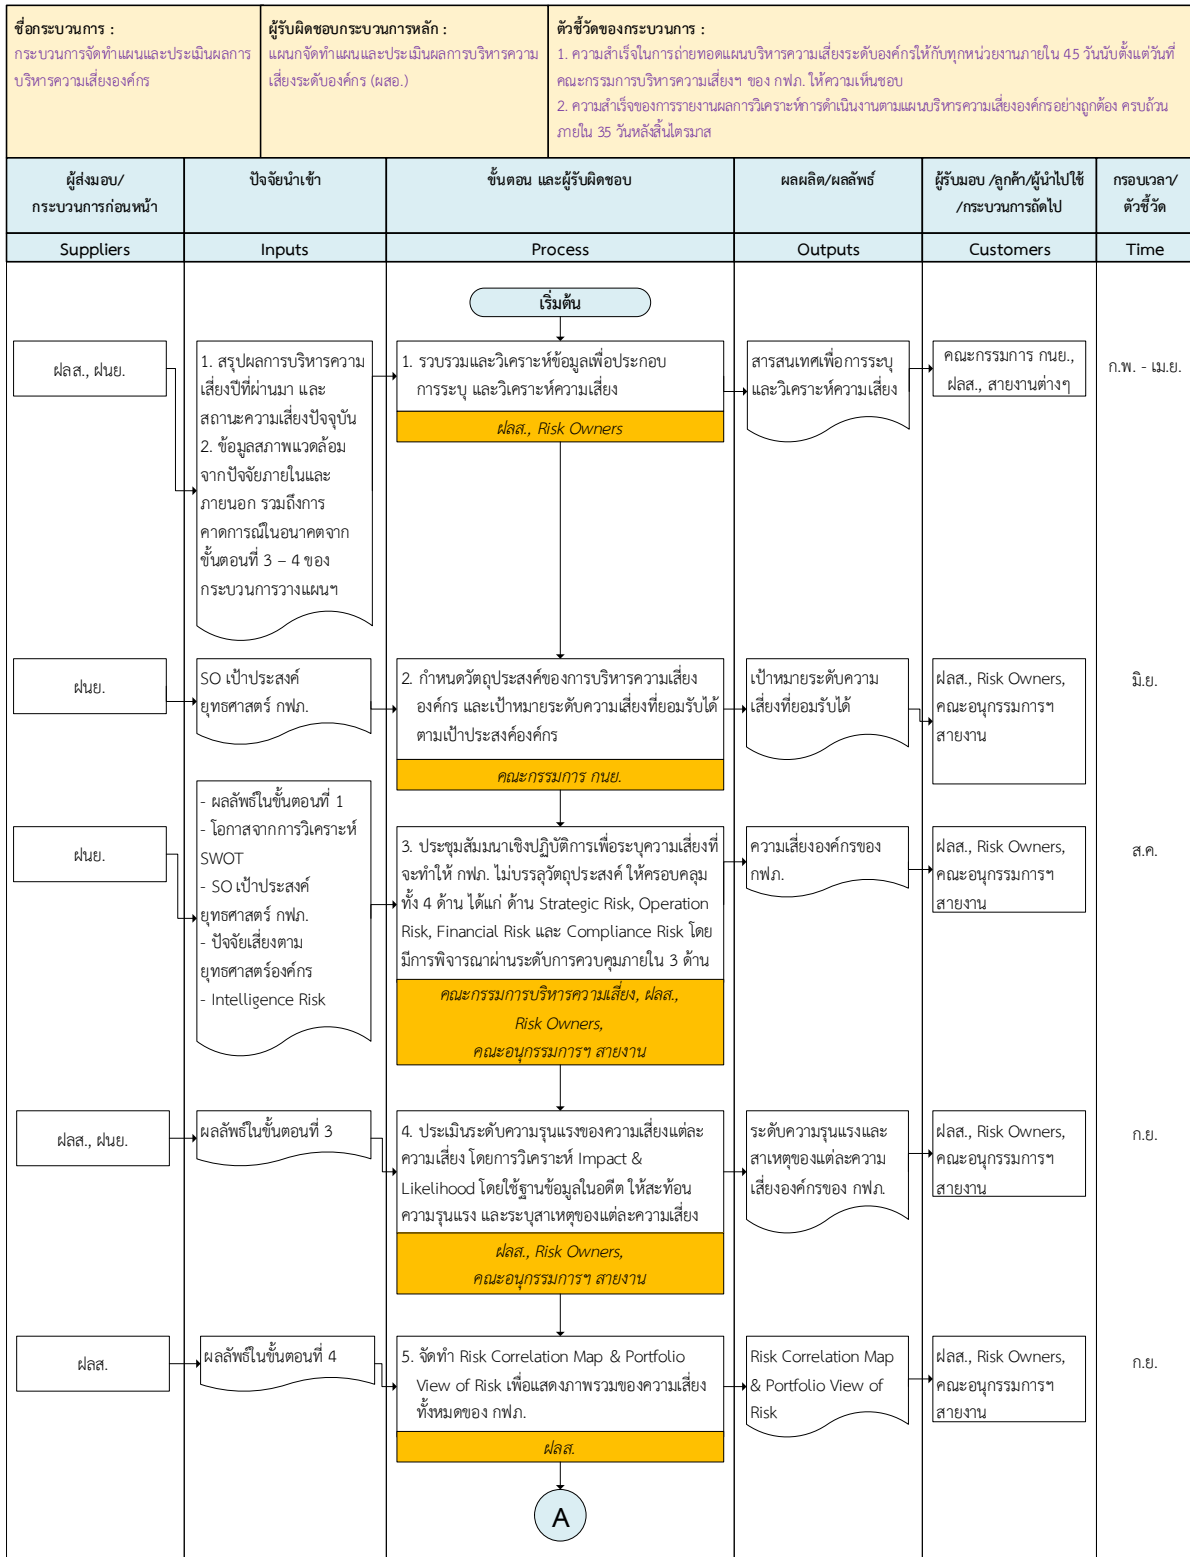 ชื่อกระบวนการ :
กระบวนการจัดทำแผนและประเมินผลการ
บริหารความเสี่ยงองค์กร
ผู้รับผิดชอบกระบวนการหลัก :
แผนกจัดทำแผนและประเมินผลการบริหารความ
เสี่ยงระดับองค์กร (ผสอ.)
ตัวชี้วัดของกระบวนการ :
1. ความสำเร็จในการถ่ายทอดแผนบริหารความเสี่ยงระดับองค์กรให้กับทุกหน่วยงานภายใน 45 วันนับตั้งแต่วันที่
คณะกรรมการบริหารความเสี่ยงฯ ของ กฟภ. ให้ความเห็นชอบ
2. ความสำเร็จของการรายงานผลการวิเคราะห์การดำเนินงานตามแผนบริหารความเสี่ยงองค์กรอย่างถูกต้อง ครบถ้วน
ภายใน 35 วันหลังสิ้นไตรมาส
ผู้ส่งมอบ/
กระบวนการก่อนหน้า
ปัจจัยนำเข้า
ขั้นตอน และผู้รับผิดชอบ
ผลผลิต/ผลลัพธ์
ผู้รับมอบ /ลูกค้า/ผู้นำไปใช้
/กระบวนการถัดไป
กรอบเวลา/
ตัวชี้วัด
Suppliers
Inputs
Process
Outputs
Customers
Time
เริ่มต้น
ฝลส., ฝนย.
1. สรุปผลการบริหารความ
เสี่ยงปีที่ผ่านมา และ
สถานะความเสี่ยงปัจจุบัน
2. ข้อมูลสภาพแวดล้อม
จากปัจจัยภายในและ
ภายนอก รวมถึงการ
คาดการณ์ในอนาคตจาก
ขั้นตอนที่ 3 – 4 ของ
กระบวนการวางแผนฯ
1. รวบรวมและวิเคราะห์ข้อมูลเพื่อประกอบ
การระบุ และวิเคราะห์ความเสี่ยง
ฝลส., Risk Owners
สารสนเทศเพื่อการระบุ
และวิเคราะห์ความเสี่ยง
คณะกรรมการ กนย.,
ฝลส., สายงานต่างๆ
ก.พ. - เม.ย.
ฝนย.
SO เป้าประสงค์
ยุทธศาสตร์ กฟภ.
2. กำหนดวัตถุประสงค์ของการบริหารความเสี่ยง
องค์กร และเป้าหมายระดับความเสี่ยงที่ยอมรับได้
ตามเป้าประสงค์องค์กร
คณะกรรมการ กนย.
เป้าหมายระดับความ
เสี่ยงที่ยอมรับได้
ฝลส., Risk Owners,
คณะอนุกรรมการฯ
สายงาน
มิ.ย.
ฝนย.
- ผลลัพธ์ในขั้นตอนที่ 1
- โอกาสจากการวิเคราะห์
SWOT
- SO เป้าประสงค์
ยุทธศาสตร์ กฟภ.
- ปัจจัยเสี่ยงตาม
ยุทธศาสตร์องค์กร
- Intelligence Risk
3. ประชุมสัมมนาเชิงปฏิบัติการเพื่อระบุความเสี่ยงที่
จะทำให้ กฟภ. ไม่บรรลุวัตถุประสงค์ ให้ครอบคลุม
ทั้ง 4 ด้าน ได้แก่ ด้าน Strategic Risk, Operation
Risk, Financial Risk และ Compliance Risk โดย
มีการพิจารณาผ่านระดับการควบคุมภายใน 3 ด้าน
คณะกรรมการบริหารความเสี่ยง, ฝลส.,
Risk Owners,
คณะอนุกรรมการฯ สายงาน
ความเสี่ยงองค์กรของ
กฟภ.
ฝลส., Risk Owners,
คณะอนุกรรมการฯ
สายงาน
ส.ค.
ฝลส., ฝนย.
ผลลัพธ์ในขั้นตอนที่ 3
4. ประเมินระดับความรุนแรงของความเสี่ยงแต่ละ
ความเสี่ยง โดยการวิเคราะห์ Impact &
Likelihood โดยใช้ฐานข้อมูลในอดีต ให้สะท้อน
ความรุนแรง และระบุสาเหตุของแต่ละความเสี่ยง
ฝลส., Risk Owners,
คณะอนุกรรมการฯ สายงาน
ระดับความรุนแรงและ
สาเหตุของแต่ละความ
เสี่ยงองค์กรของ กฟภ.
ฝลส., Risk Owners,
คณะอนุกรรมการฯ
สายงาน
ก.ย.
ฝลส.
ผลลัพธ์ในขั้นตอนที่ 4
5. จัดทำ Risk Correlation Map & Portfolio
View of Risk เพื่อแสดงภาพรวมของความเสี่ยง
ทั้งหมดของ กฟภ.
ฝลส.
Risk Correlation Map
& Portfolio View of
Risk
ฝลส., Risk Owners,
คณะอนุกรรมการฯ
สายงาน
ก.ย.
A